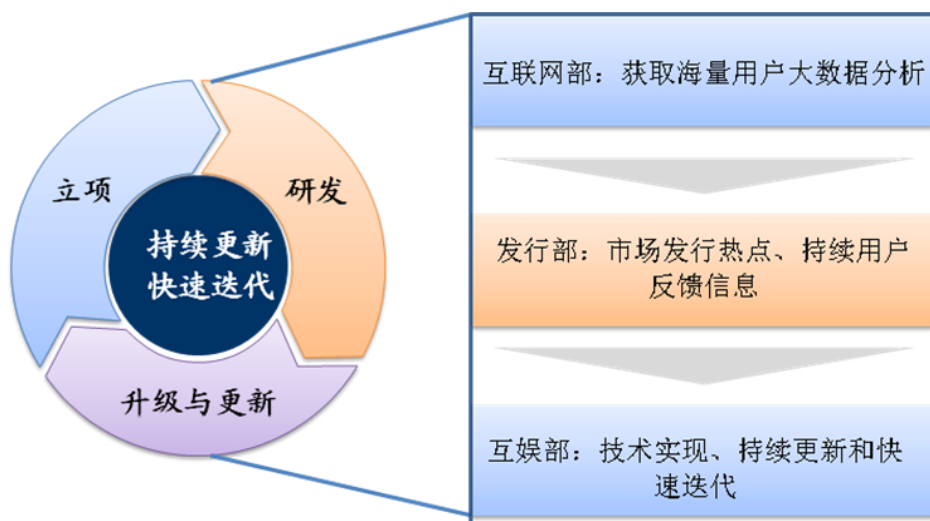 立项
研发
持续更新
快速迭代
升级与更新
互联网部：获取海量用户大数据分析
发行部：市场发行热点、持续用户
反馈信息
互娱部：技术实现、持续更新和快
速迭代